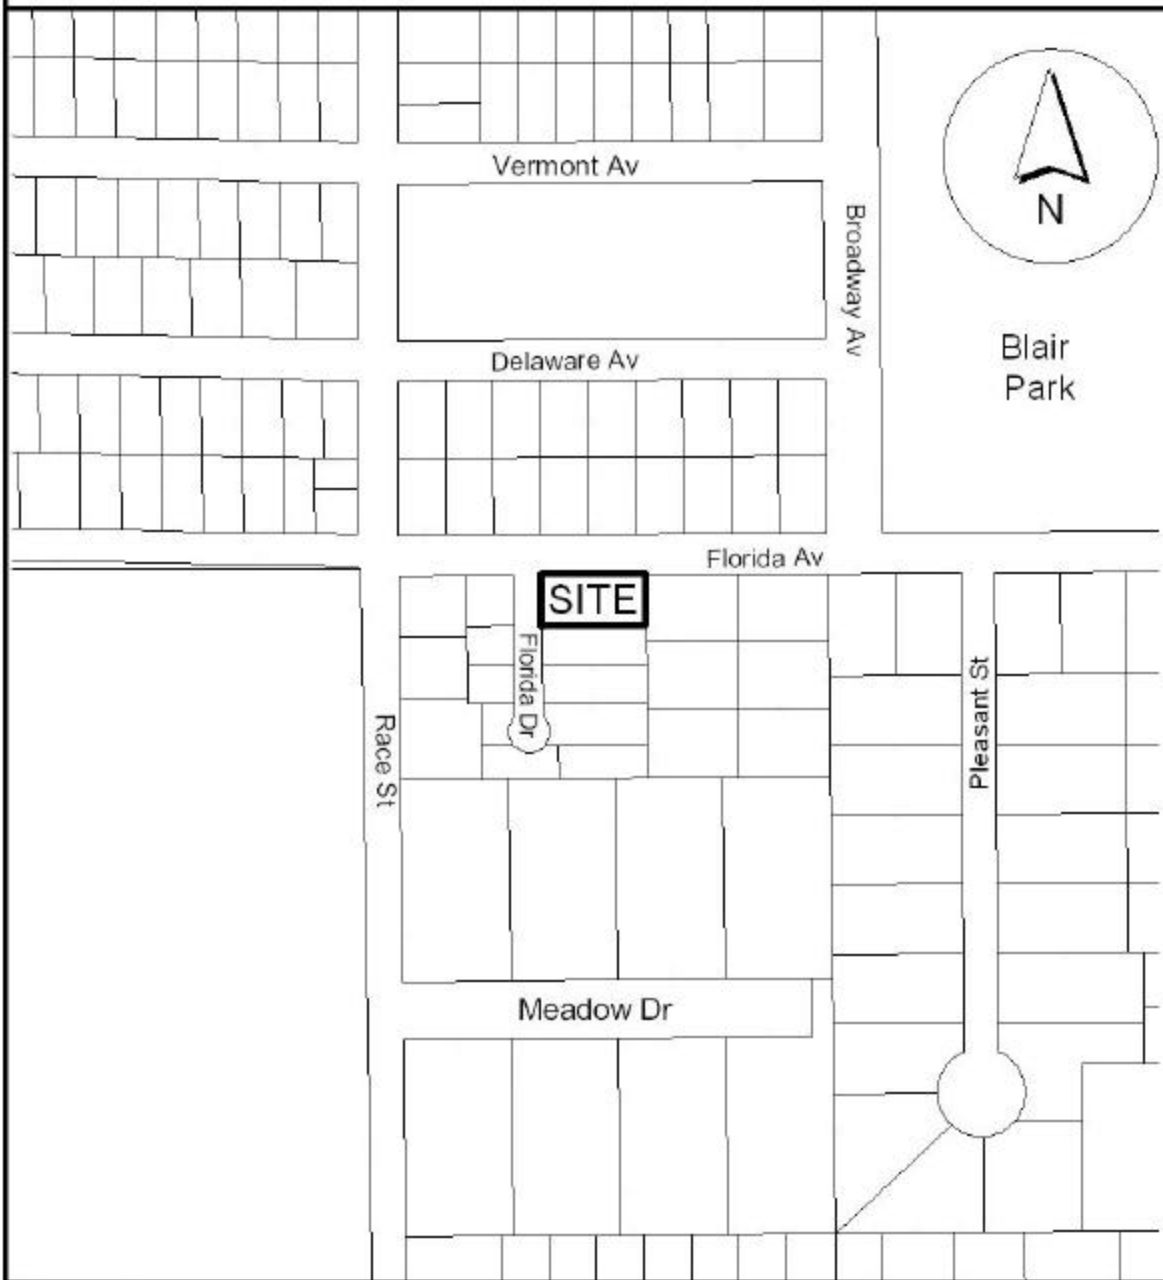 Vermont Av
Broadway Av
N
Blair
Park
Delaware Av
Florida Av
SITE
Florida Dr
Pleasant St
Race St
Meadow Dr